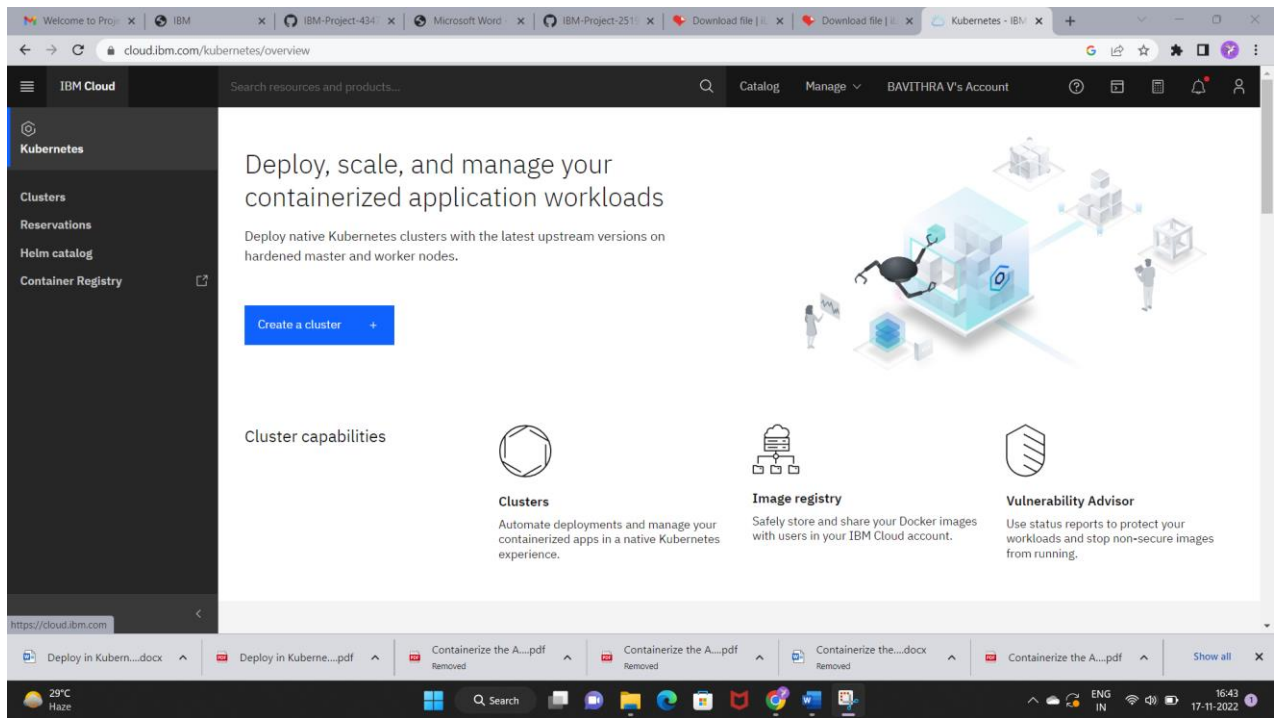 Welcome to Proj
IBM
IBM-Project-434
Microsoft Word -
IBM-Project-251
Download file | iL
Download file | iL
Kubernetes - IBM
cloud.ibm.com/kubernetes/overview
IBM Cloud
Search resources and products...
Catalog
Manage
BAVITHRA V's Account
Kubernetes
Clusters
Reservations
Helm catalog
Container Registry
Deploy, scale, and manage your
containerized application workloads
Deploy native Kubernetes clusters with the latest upstream versions on
hardened master and worker nodes.
Create a cluster +
Cluster capabilities
Clusters
Automate deployments and manage your
containerized apps in a native Kubernetes
experience.
Image registry
Safely store and share your Docker images
with users in your IBM Cloud account.
Vulnerability Advisor
Use status reports to protect your
workloads and stop non-secure images
from running.
https://cloud.ibm.com
Deploy in Kubern....docx
Deploy in Kuberne....pdf
Containerize the A....pdf
Removed
Containerize the A....pdf
Removed
Containerize the....docx
Removed
Containerize the A....pdf
Show all
29°C
Haze
Search
ENG
IN
16:43
17-11-2022
1